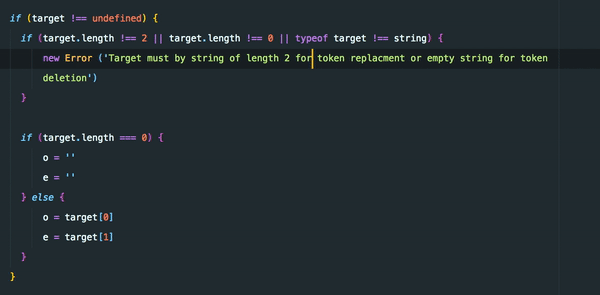 if (target !== undefined) {
if (target.length !== 2 || target.length !== 0 || typeof target !== string) {
new Error ('Target must by string of length 2 for token replacment or empty string for token
deletion')
}
if (target.length === 0) {
o = ''
e = ''
} else {
o = target[0]
e = target[1]
}
}